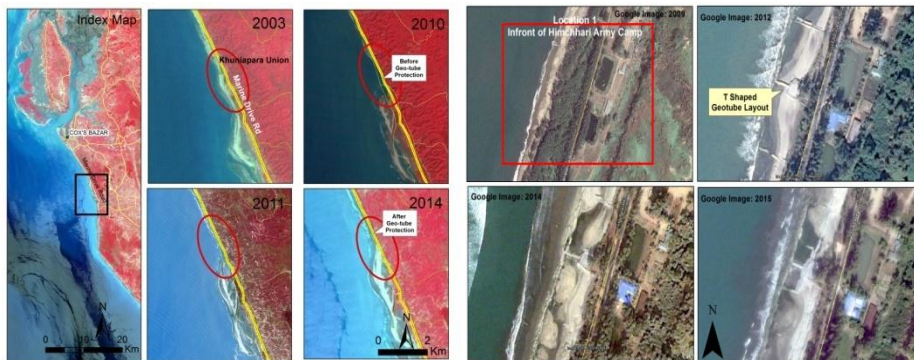 Index Map
COX'S BAZAR
N
0
10
20
Km
2003
Khuniapara Union
Marine Drive Rd
2010
Before
Geo-tube
Protection
2011
2014
After
Geo-tube
Protection
N
0
2
Km
Location 1
Google Image: 2009
Infront of Himchhari Army Camp
Google Image: 2012
T Shaped
Geotube Layout
Google Image: 2014
Google Image: 2015
N